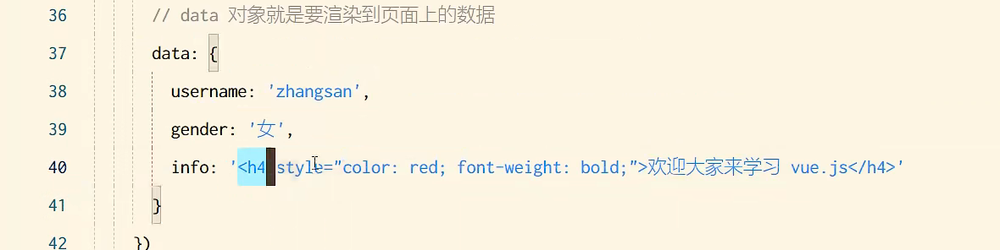 36 // data 对象就是要渲染到页面上的数据
37 data: {
38 username: 'zhangsan',
39 gender: '女',
40 info: '<h4 style="color: red; font-weight: bold;">欢迎大家来学习 vue.js</h4>'
41 }
42 })